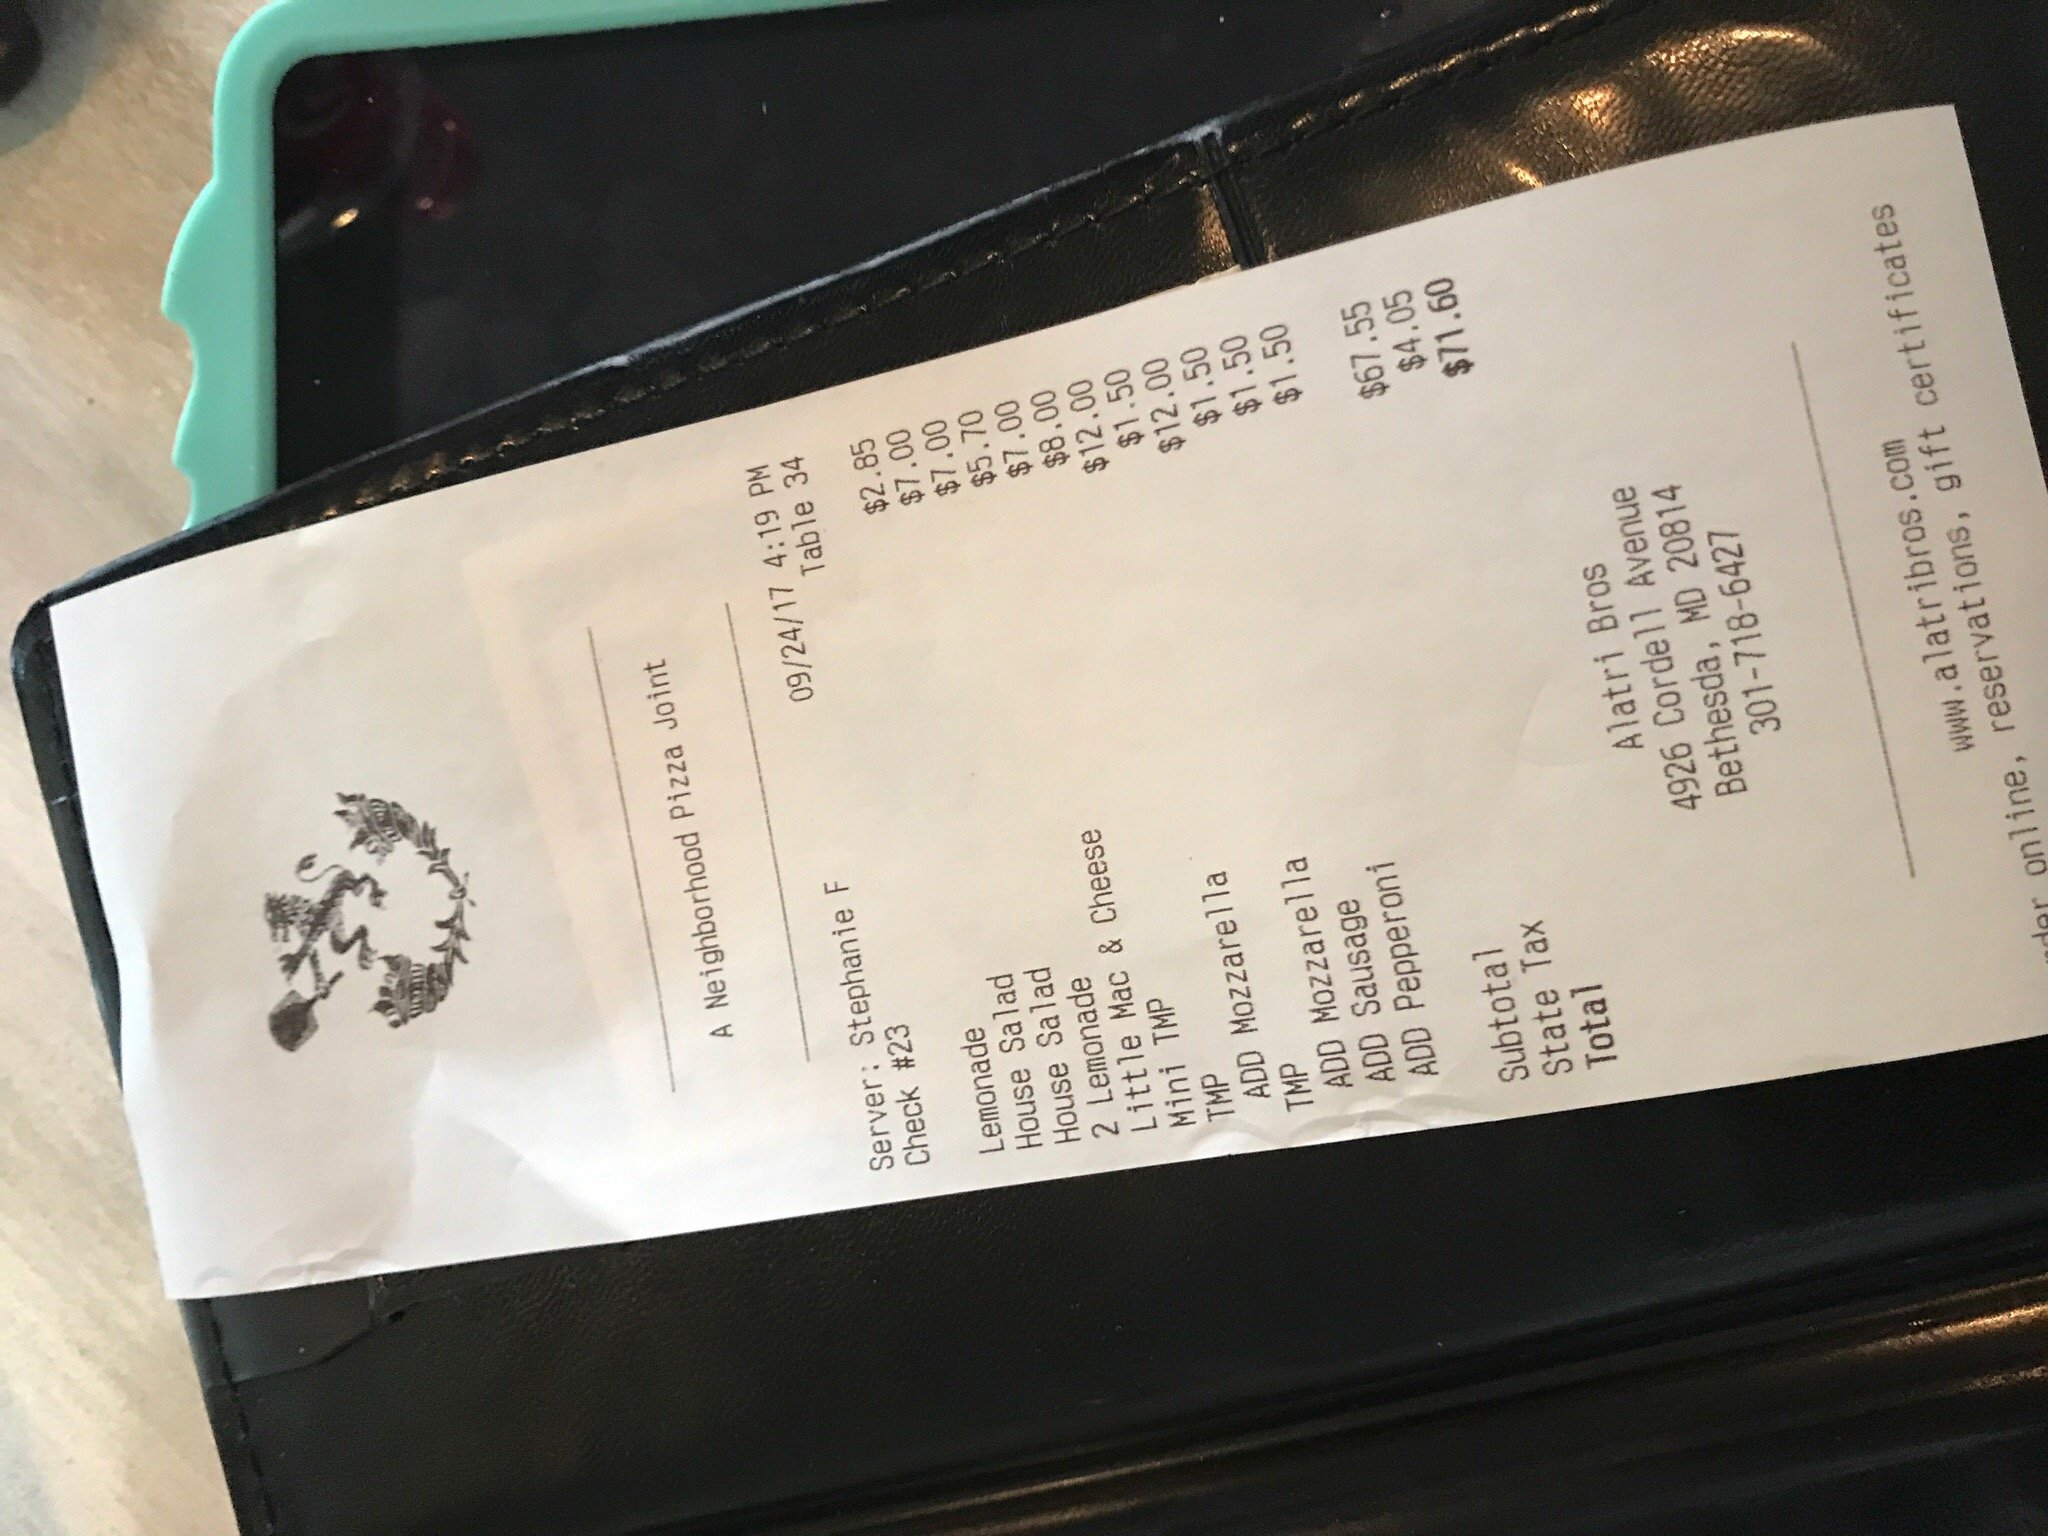 A Neighborhood Pizza Joint
09/24/17 4:19 PM
Server: Stephanie F Table 34
Check #23
Lemonade $2.85
House Salad $7.00
House Salad $7.00
2 Lemonade $5.70
Little Mac & Cheese $7.00
Mini TMP $8.00
TMP $12.00
ADD Mozzarella $1.50
TMP $12.00
ADD Mozzarella $1.50
ADD Sausage $1.50
ADD Pepperoni $1.50
Subtotal $67.55
State Tax $4.05
Total $71.60
Alatri Bros
4926 Cordell Avenue
Bethesda, MD 20814
301-718-6427
www.alatribros.com
online, reservations, gift certificates